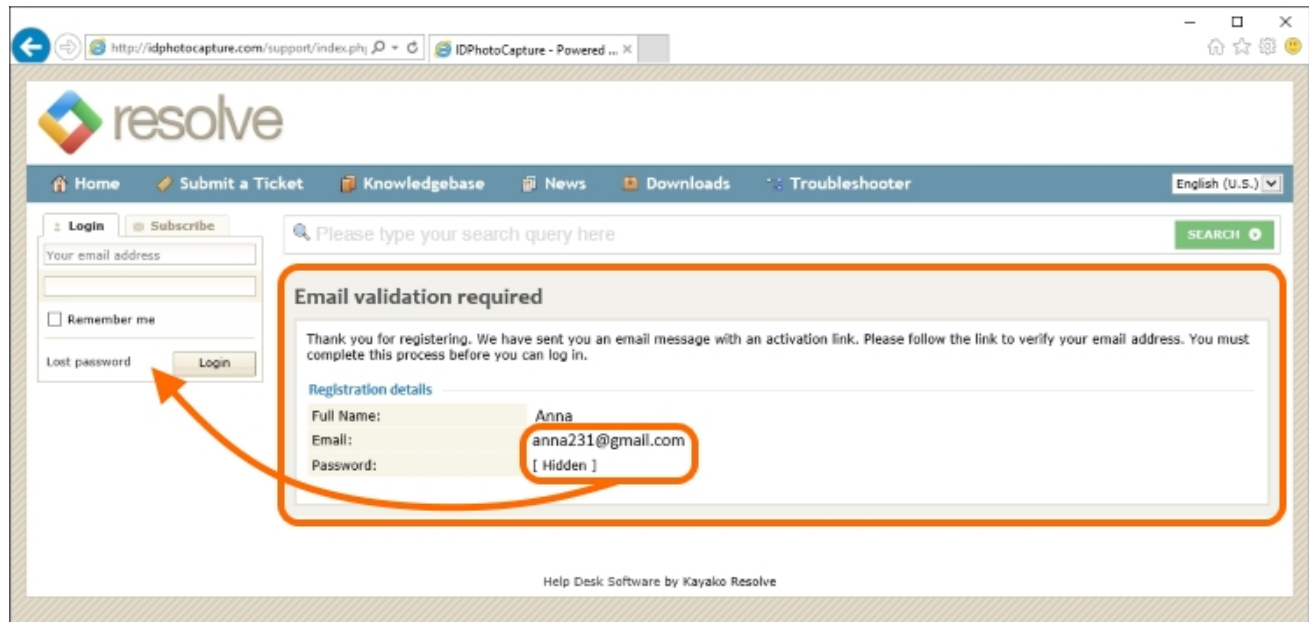 http://idphotocapture.com/support/index.ph
IDPhotoCapture - Powered ...
resolve
Home Submit a Ticket Knowledgebase News Downloads Troubleshooter English (U.S.)
Login Subscribe
Please type your search query here SEARCH
Your email address
Remember me
Lost password Login
Email validation required
Thank you for registering. We have sent you an email message with an activation link. Please follow the link to verify your email address. You must
complete this process before you can log in.
Registration details
Full Name: Anna
Email: anna231@gmail.com
Password: [ Hidden ]
Help Desk Software by Kayako Resolve